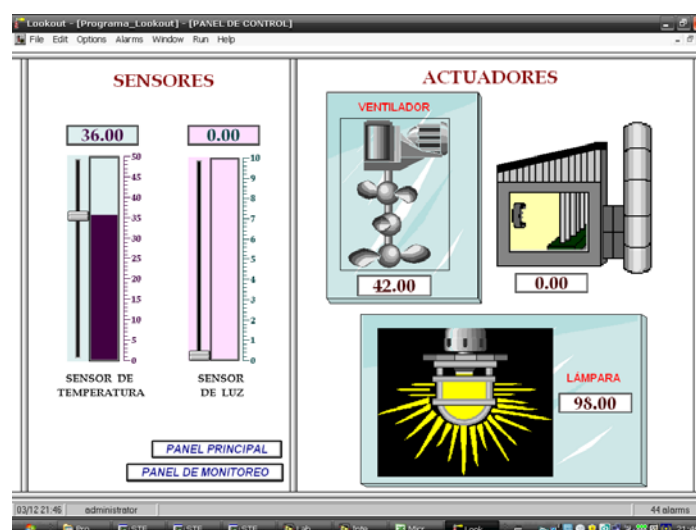 Lookout - [Programa_Lookout] - [PANEL DE CONTROL]
File Edit Options Alarms Window Run Help
SENSORES
36.00
0.00
50
45
40
35
30
25
20
15
10
5
0
10
9
8
7
6
5
4
3
2
1
0
SENSOR DE
TEMPERATURA
SENSOR
DE LUZ
PANEL PRINCIPAL
PANEL DE MONITOREO
ACTUADORES
VENTILADOR
42.00
0.00
LÁMPARA
98.00
03/12 21:46 administrator 44 alarms